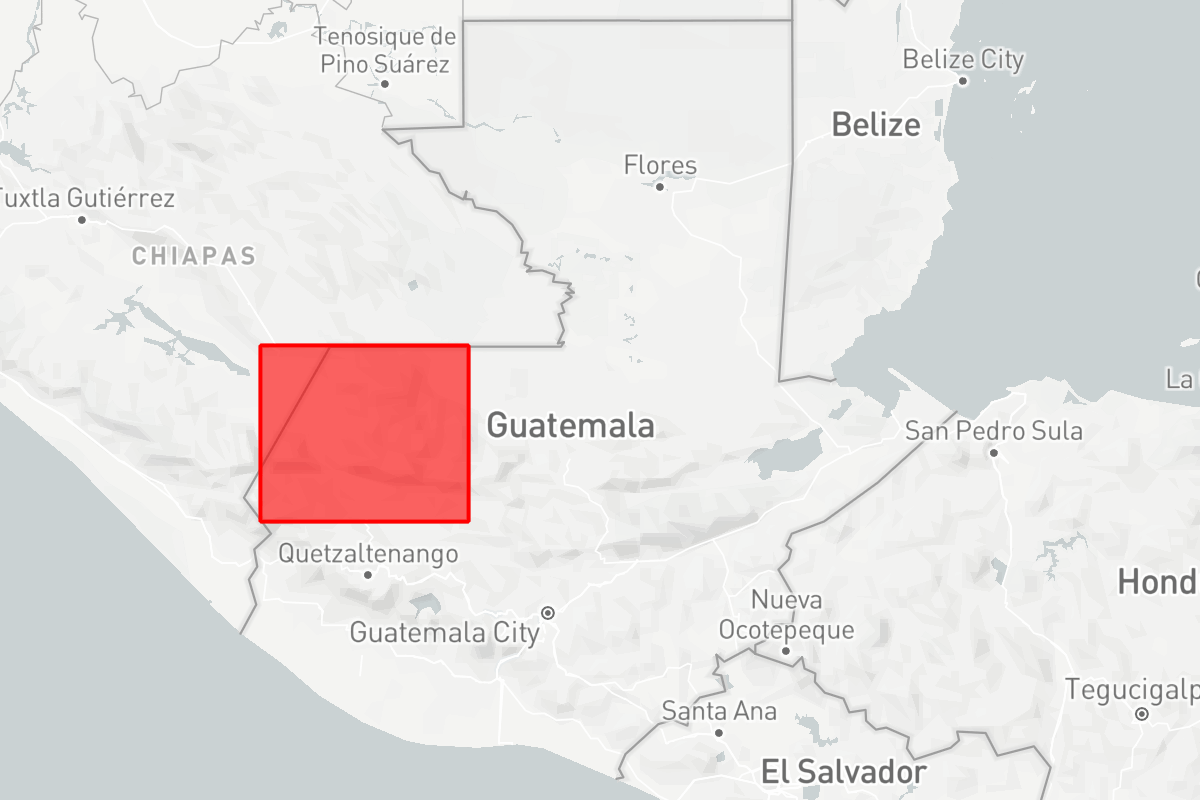 Tenosique de
Pino Suárez
Belize City
Belize
Flores
Tuxtla Gutiérrez
CHIAPAS
La
Guatemala
San Pedro Sula
Quetzaltenango
Hond
Nueva
Ocotepeque
Guatemala City
Tegucigalp
Santa Ana
El Salvador